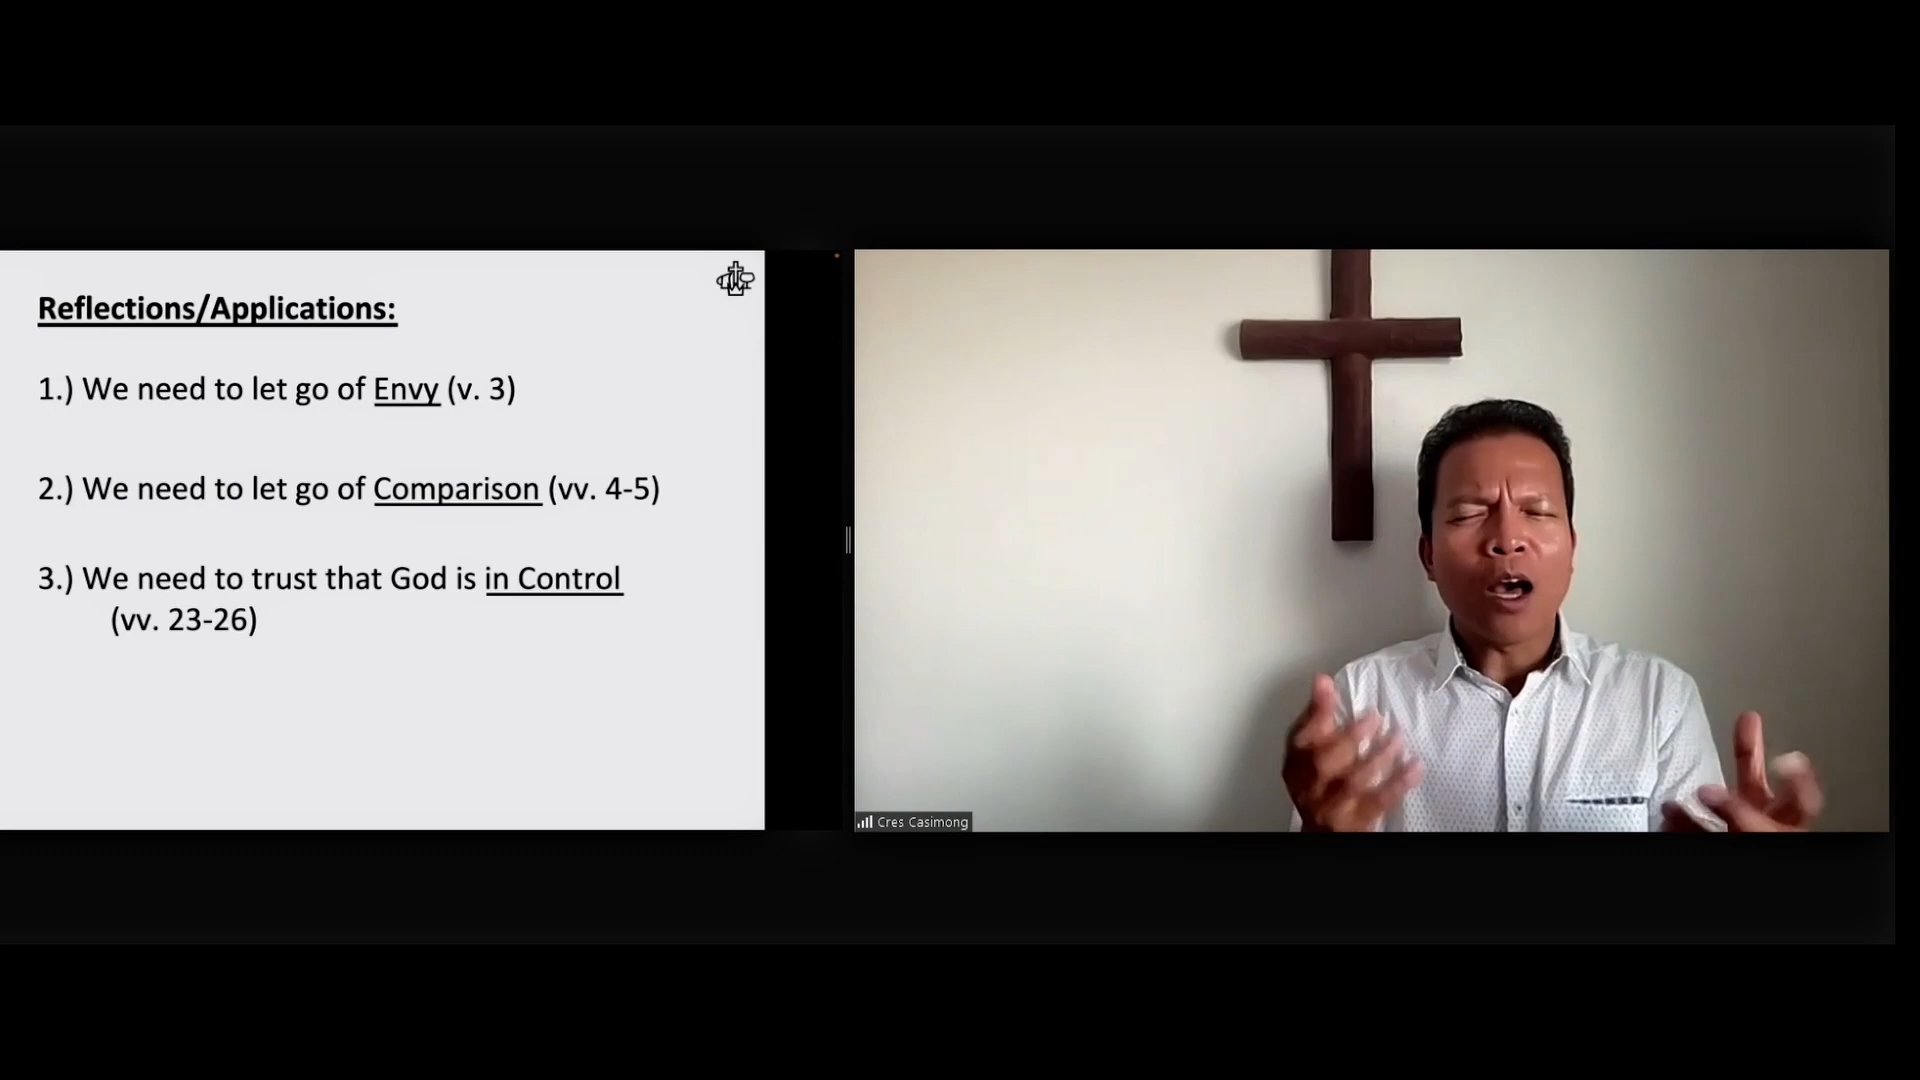 Reflections/Applications:
1.) We need to let go of Envy (v. 3)
2.) We need to let go of Comparison (vv. 4-5)
3.) We need to trust that God is in Control
(vv. 23-26)
Cres Casimong